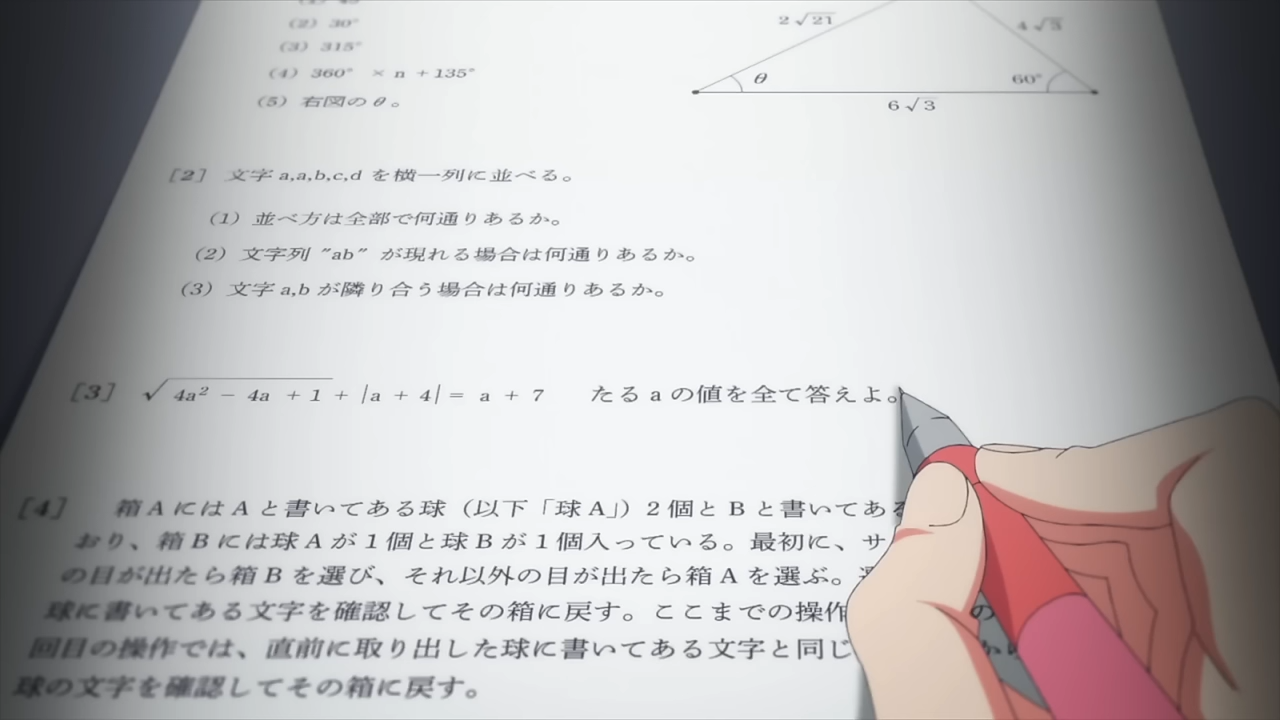 (1) 45°
(2) 30°
(3) 315°
(4) 360° × n + 135°
(5) 右図の θ 。
2√21
4√3
θ
60°
6√3
[2] 文字 a,a,b,c,d を横一列に並べる。
(1) 並べ方は全部で何通りあるか。
(2) 文字列 "ab" が現れる場合は何通りあるか。
(3) 文字 a,b が隣り合う場合は何通りあるか。
[3] √4a² − 4a + 1 + |a + 4| = a + 7 たる a の値を全て答えよ。
[4] 箱 A には A と書いてある球 (以下「球 A」) 2 個と B と書いてある
おり、箱 B には球 A が 1 個と球 B が 1 個入っている。最初に、サ
の目が出たら箱 B を選び、それ以外の目が出たら箱 A を選ぶ。
球に書いてある文字を確認してその箱に戻す。ここまでの操作 の
回目の操作では、直前に取り出した球に書いてある文字と同じ
球の文字を確認してその箱に戻す。